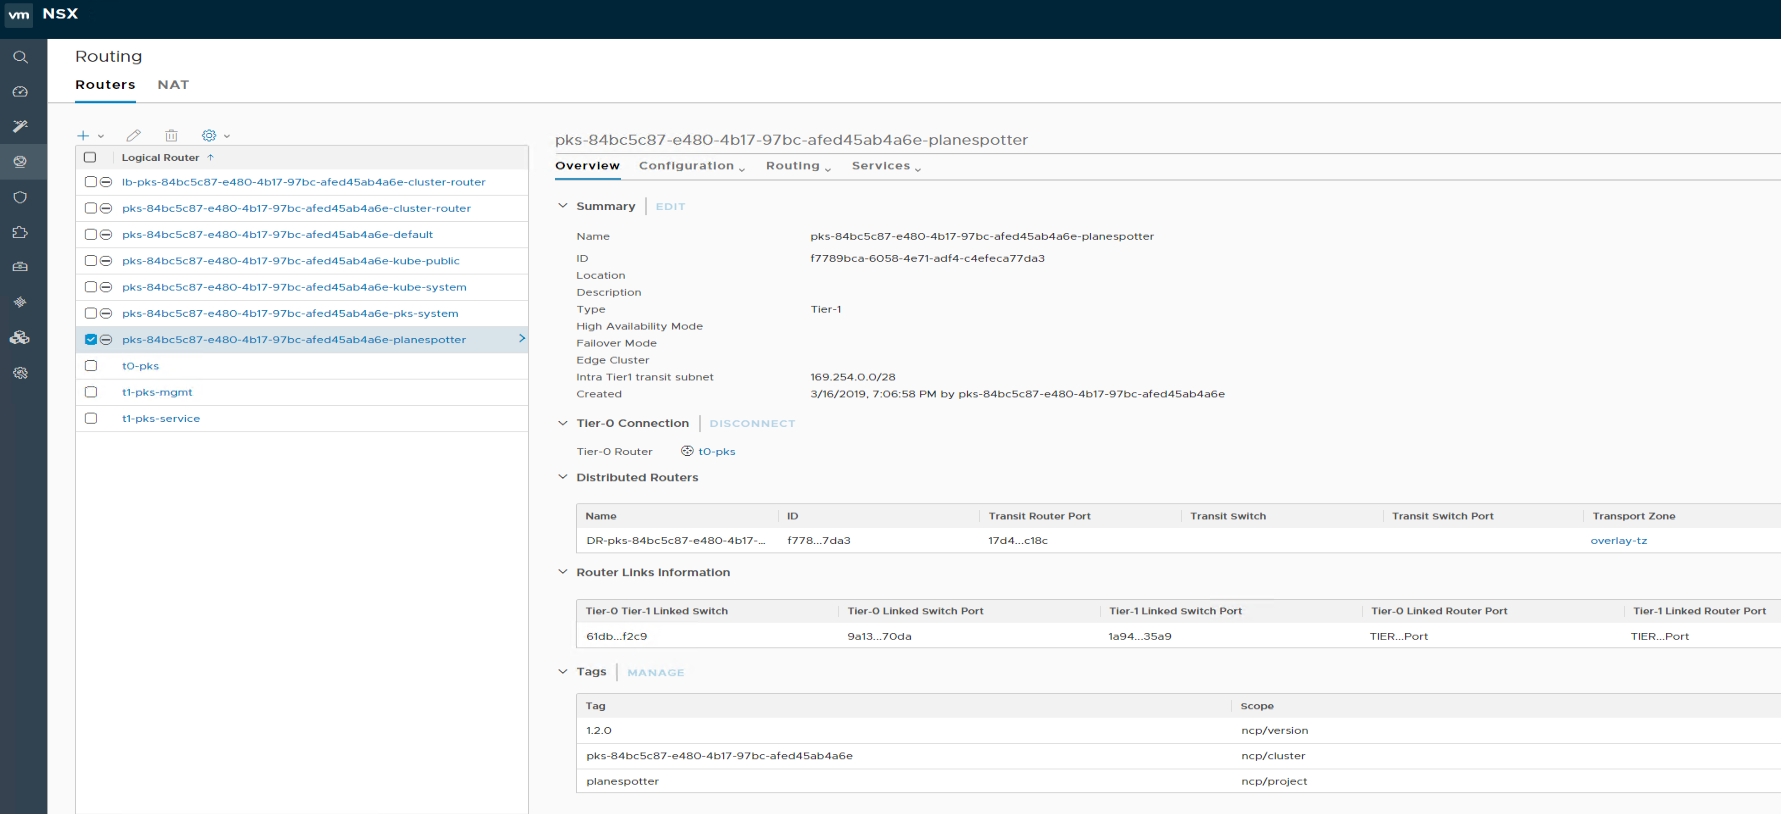 vm NSX
Routing
Routers NAT
Logical Router
lb-pks-84bc5c87-e480-4b17-97bc-afed45ab4a6e-cluster-router
pks-84bc5c87-e480-4b17-97bc-afed45ab4a6e-cluster-router
pks-84bc5c87-e480-4b17-97bc-afed45ab4a6e-default
pks-84bc5c87-e480-4b17-97bc-afed45ab4a6e-kube-public
pks-84bc5c87-e480-4b17-97bc-afed45ab4a6e-kube-system
pks-84bc5c87-e480-4b17-97bc-afed45ab4a6e-pks-system
pks-84bc5c87-e480-4b17-97bc-afed45ab4a6e-planespotter
t0-pks
t1-pks-mgmt
t1-pks-service
pks-84bc5c87-e480-4b17-97bc-afed45ab4a6e-planespotter
Overview Configuration Routing Services
Summary EDIT
Name pks-84bc5c87-e480-4b17-97bc-afed45ab4a6e-planespotter
ID f7789bca-6058-4e71-adf4-c4efeca77da3
Location
Description
Type Tier-1
High Availability Mode
Failover Mode
Edge Cluster
Intra Tier1 transit subnet 169.254.0.0/28
Created 3/16/2019, 7:06:58 PM by pks-84bc5c87-e480-4b17-97bc-afed45ab4a6e
Tier-0 Connection DISCONNECT
Tier-0 Router t0-pks
Distributed Routers
Name ID Transit Router Port Transit Switch Transit Switch Port Transport Zone
DR-pks-84bc5c87-e480-4b17-... f778...7da3 17d4...c18c overlay-tz
Router Links Information
Tier-0 Tier-1 Linked Switch Tier-0 Linked Switch Port Tier-1 Linked Switch Port Tier-0 Linked Router Port Tier-1 Linked Router Port
61db...f2c9 9a13...70da 1a94...35a9 TIER...Port TIER...Port
Tags MANAGE
Tag Scope
1.2.0 ncp/version
pks-84bc5c87-e480-4b17-97bc-afed45ab4a6e ncp/cluster
planespotter ncp/project